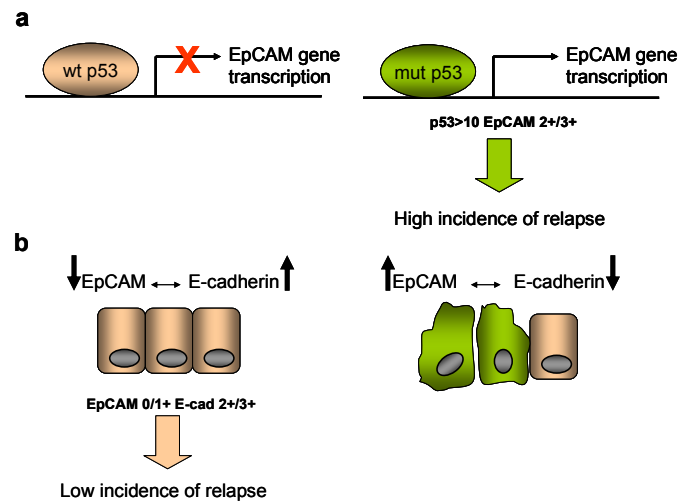 a
wt p53
X
EpCAM gene
transcription
mut p53
EpCAM gene
transcription
p53>10 EpCAM 2+/3+
High incidence of relapse
b
EpCAM ↔ E-cadherin
EpCAM ↔ E-cadherin
EpCAM 0/1+ E-cad 2+/3+
Low incidence of relapse